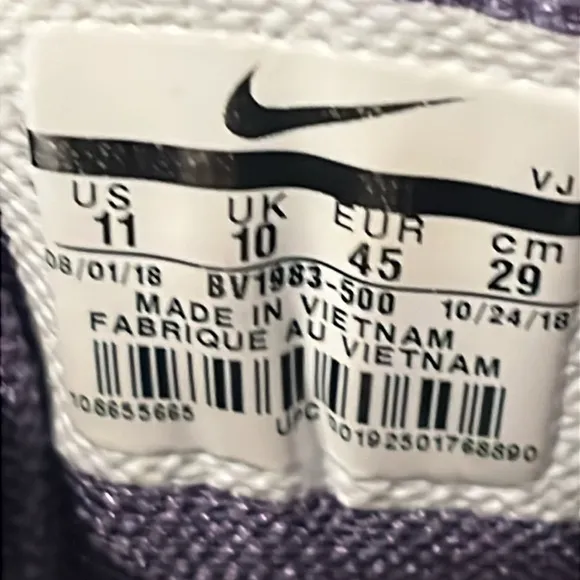 VJ
US UK EUR cm
11 10 45 29
08/01/18 BV1983-500 10/24/18
MADE IN VIETNAM
FABRIQUE AU VIETNAM
108655665 UPC 00192501768390